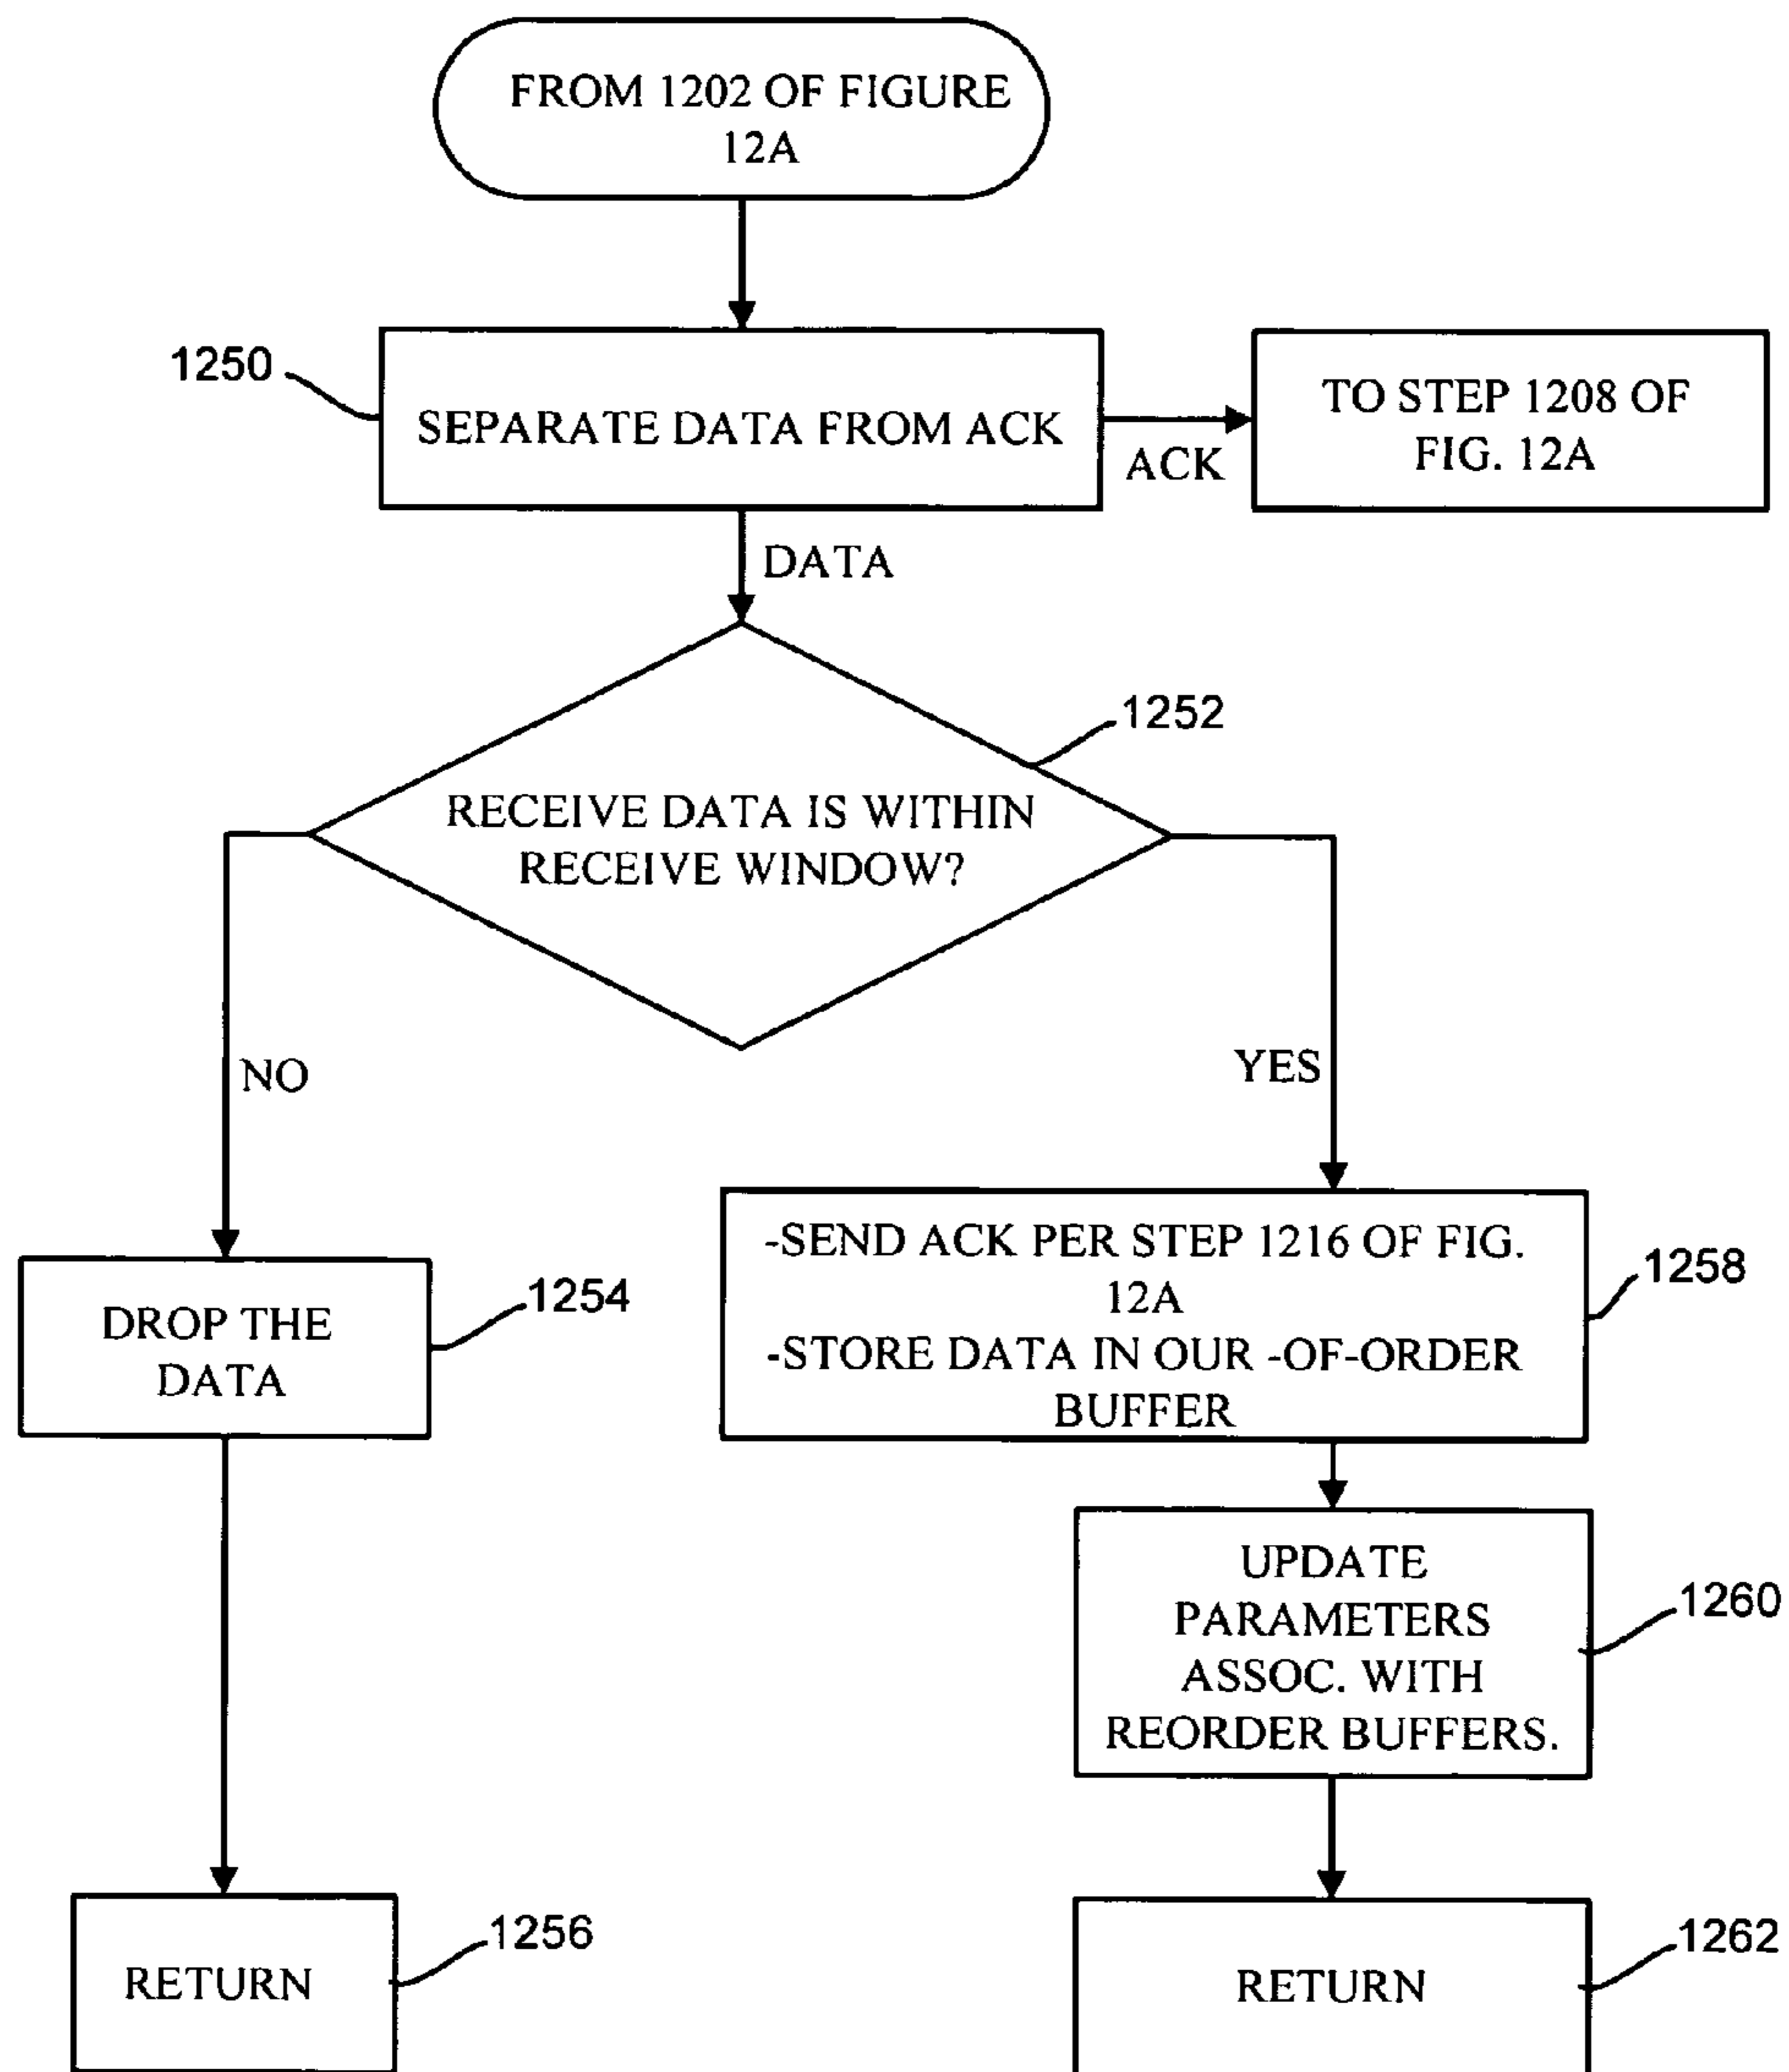 FROM 1202 OF FIGURE
12A
1250
SEPARATE DATA FROM ACK
ACK
TO STEP 1208 OF
FIG. 12A
DATA
1252
RECEIVE DATA IS WITHIN
RECEIVE WINDOW?
NO
YES
DROP THE
DATA
1254
-SEND ACK PER STEP 1216 OF FIG.
12A
-STORE DATA IN OUR -OF-ORDER
BUFFER
1258
UPDATE
PARAMETERS
ASSOC. WITH
REORDER BUFFERS.
1260
RETURN
1256
RETURN
1262